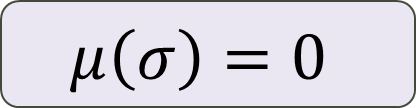 μ(σ) = 0